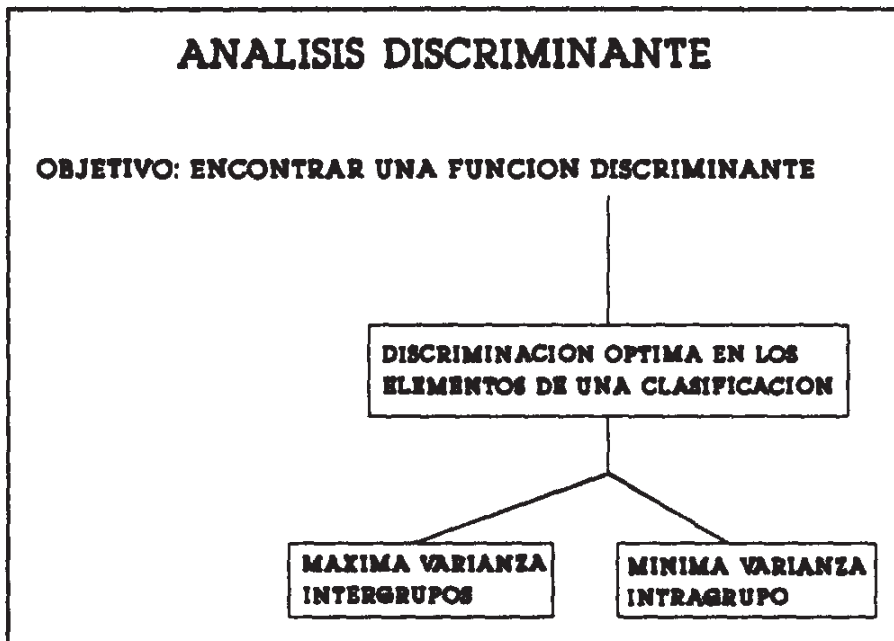 ANALISIS DISCRIMINANTE
OBJETIVO: ENCONTRAR UNA FUNCION DISCRIMINANTE
DISCRIMINACION OPTIMA EN LOS
ELEMENTOS DE UNA CLASIFICACION
MAXIMA VARIANZA
INTERGRUPOS
MINIMA VARIANZA
INTRAGRUPO